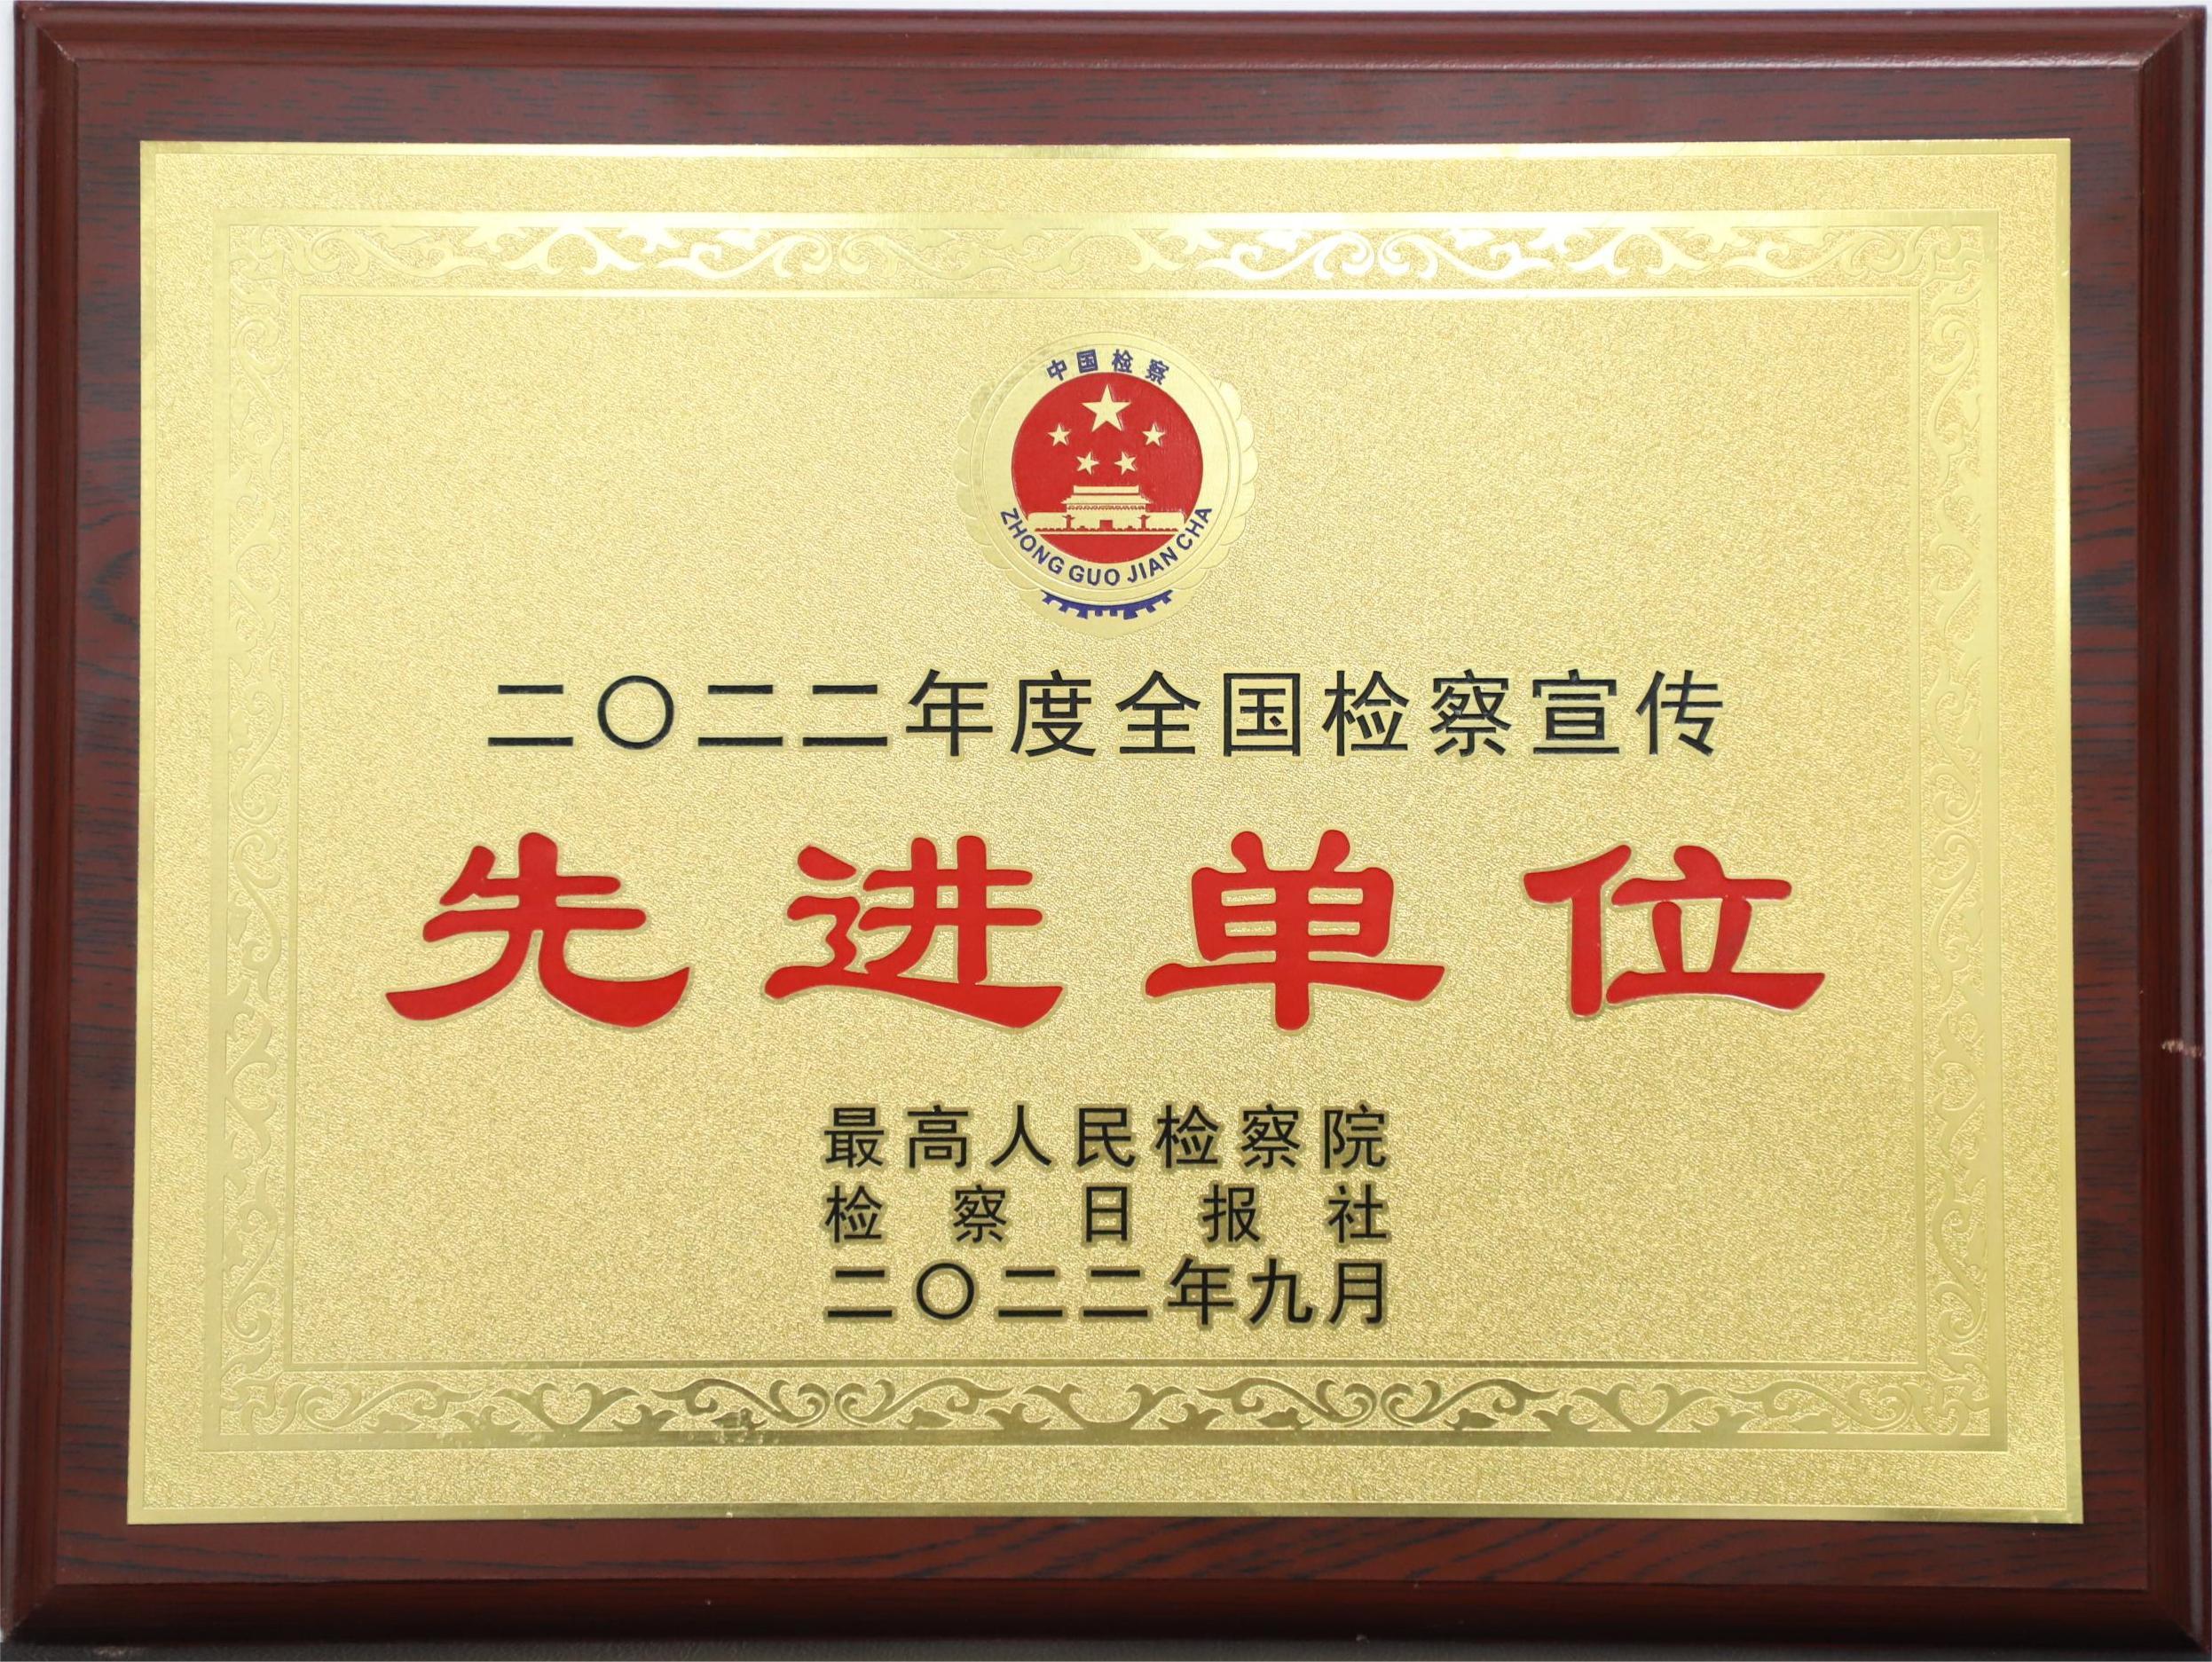 中国检察
ZHONG GUO JIAN CHA
二〇二二年度全国检察宣传
先进单位
最高人民检察院
检察日报社
二〇二二年九月